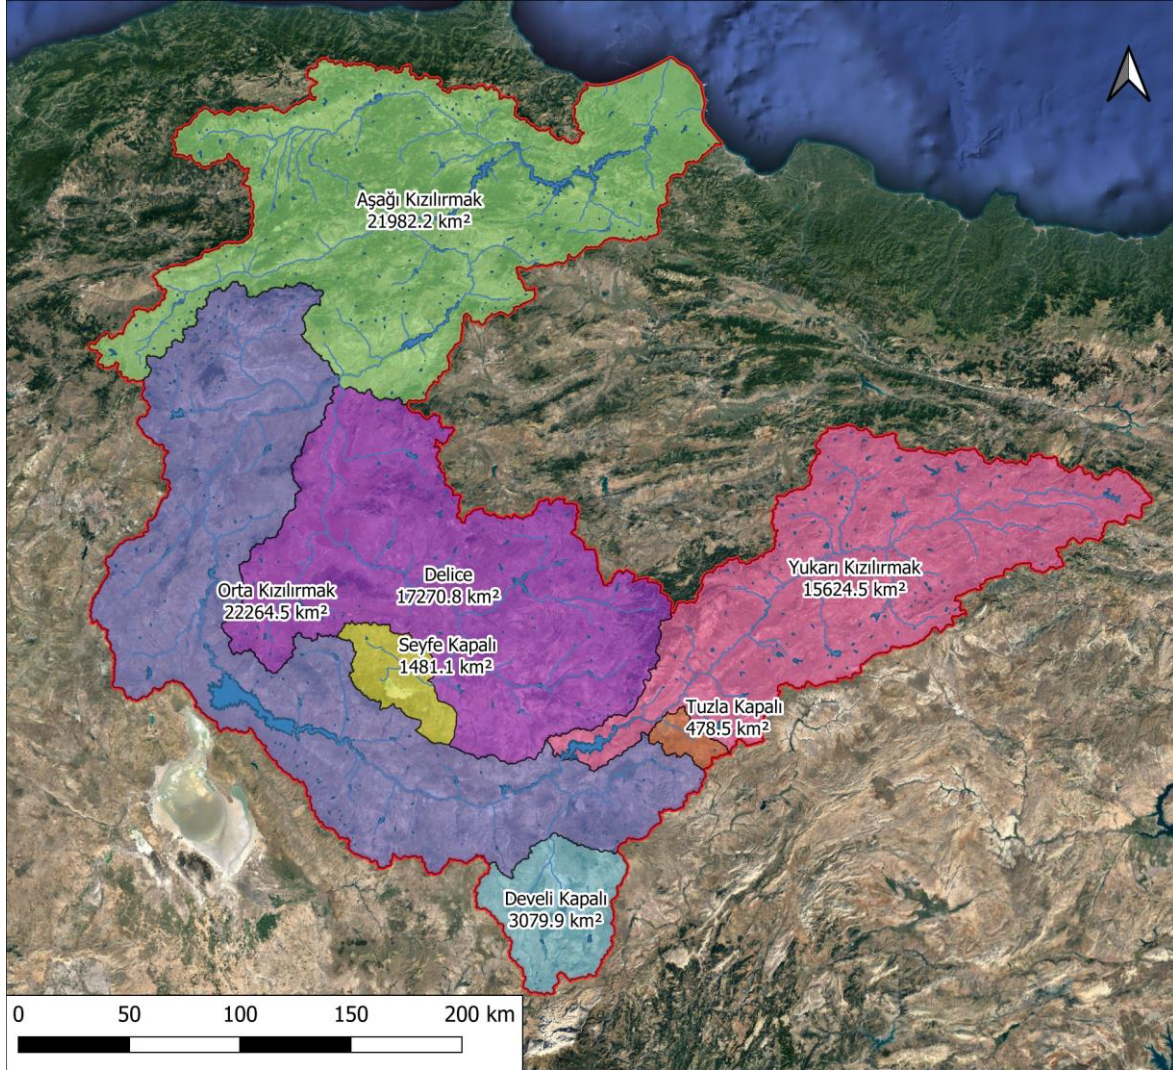 Aşağı Kızılırmak
21982.2 km²
Yukarı Kızılırmak
15624.5 km²
Delice
17270.8 km²
Orta Kızılırmak
22264.5 km²
Seyfe Kapalı
1481.1 km²
Tuzla Kapalı
478.5 km²
Develi Kapalı
3079.9 km²
0 50 100 150 200 km